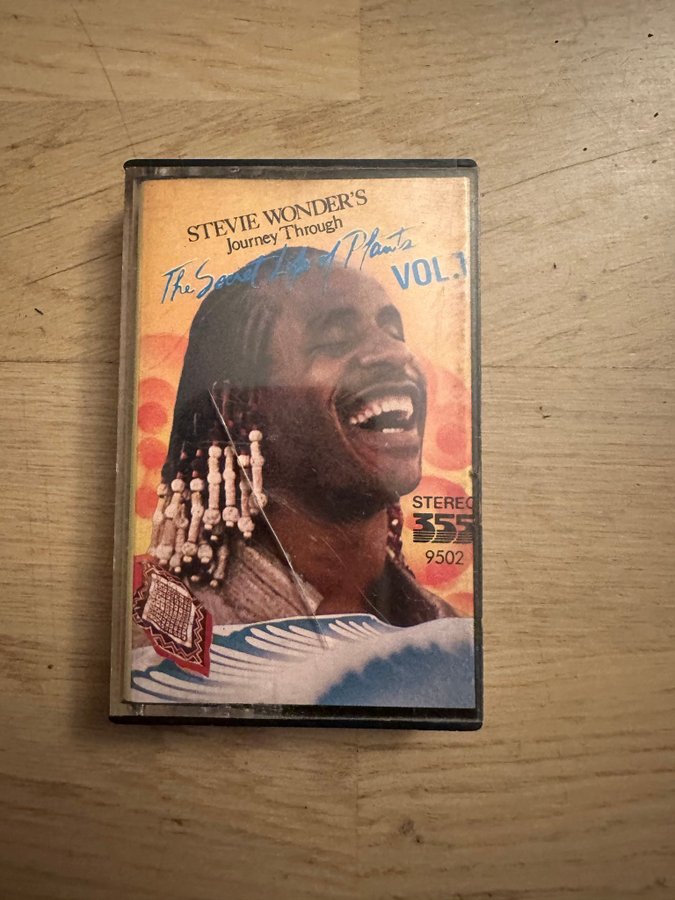 STEVIE WONDER'S
Journey Through
The Secret Life of Plants
VOL.1
STEREO
355
9502